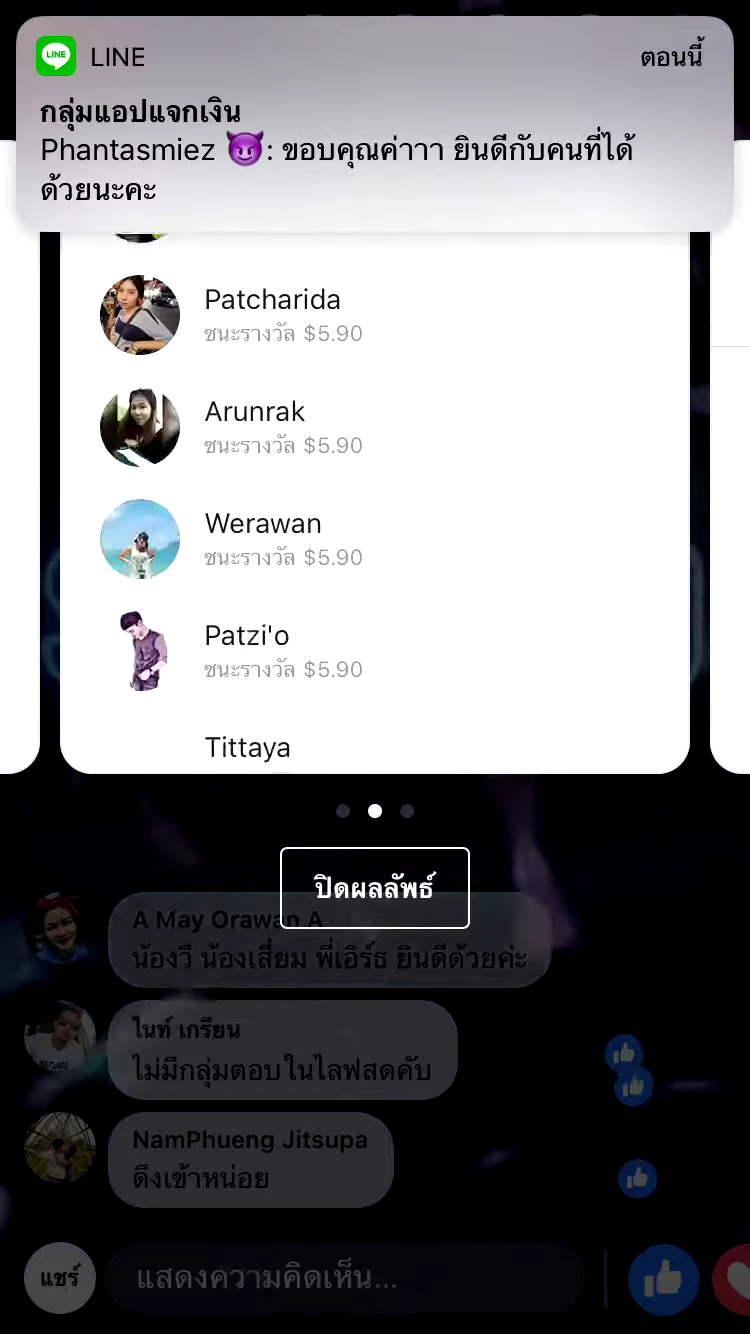 LINE
ตอนนี้
กลุ่มแอปแจกเงิน
Phantasmiez 😈: ขอบคุณค่าาา ยินดีกับคนที่ได้
ด้วยนะคะ
Patcharida
ชนะรางวัล $5.90
Arunrak
ชนะรางวัล $5.90
Werawan
ชนะรางวัล $5.90
Patzi'o
ชนะรางวัล $5.90
Tittaya
ปิดผลลัพธ์
A May Orawan A
น้องวี น้องเสี่ยม พี่เอิร์ธ ยินดีด้วยค่ะ
ไนท์ เกรียน
ไม่มีกลุ่มตอบในไลฟสดคับ
NamPhueng Jitsupa
ดึงเข้าหน่อย
แชร์
แสดงความคิดเห็น...